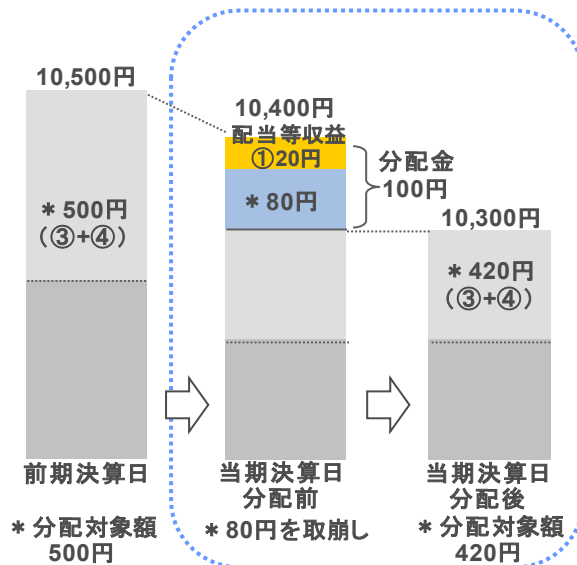 10,500円
*500円
(③+④)
前期決算日
*分配対象額
500円
10,400円
配当等収益
①20円
*80円
分配金
100円
当期決算日
分配前
*80円を取崩し
10,300円
*420円
(③+④)
当期決算日
分配後
*分配対象額
420円